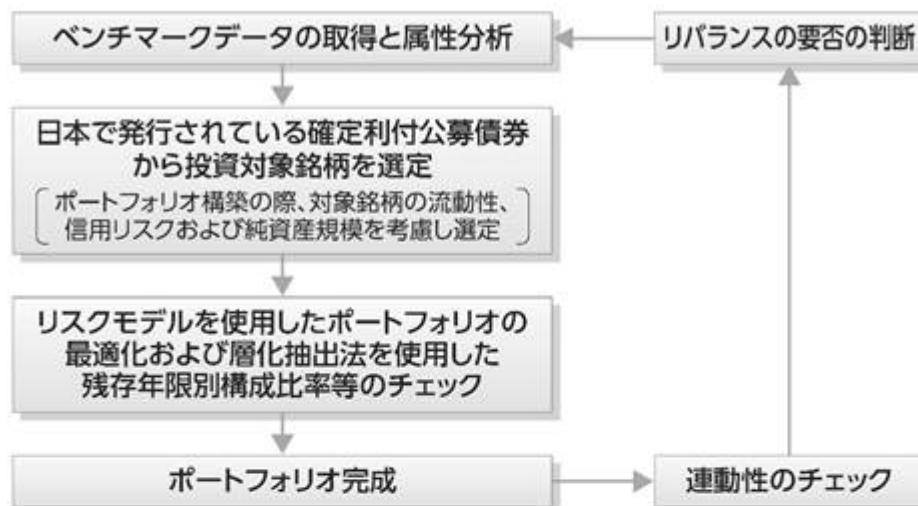 ベンチマークデータの取得と属性分析
リバランスの要否の判断
日本で発行されている確定利付公募債券
から投資対象銘柄を選定
ポートフォリオ構築の際、対象銘柄の流動性、
信用リスクおよび純資産規模を考慮し選定
リスクモデルを使用したポートフォリオの
最適化および層化抽出法を使用した
残存年限別構成比率等のチェック
ポートフォリオ完成
連動性のチェック